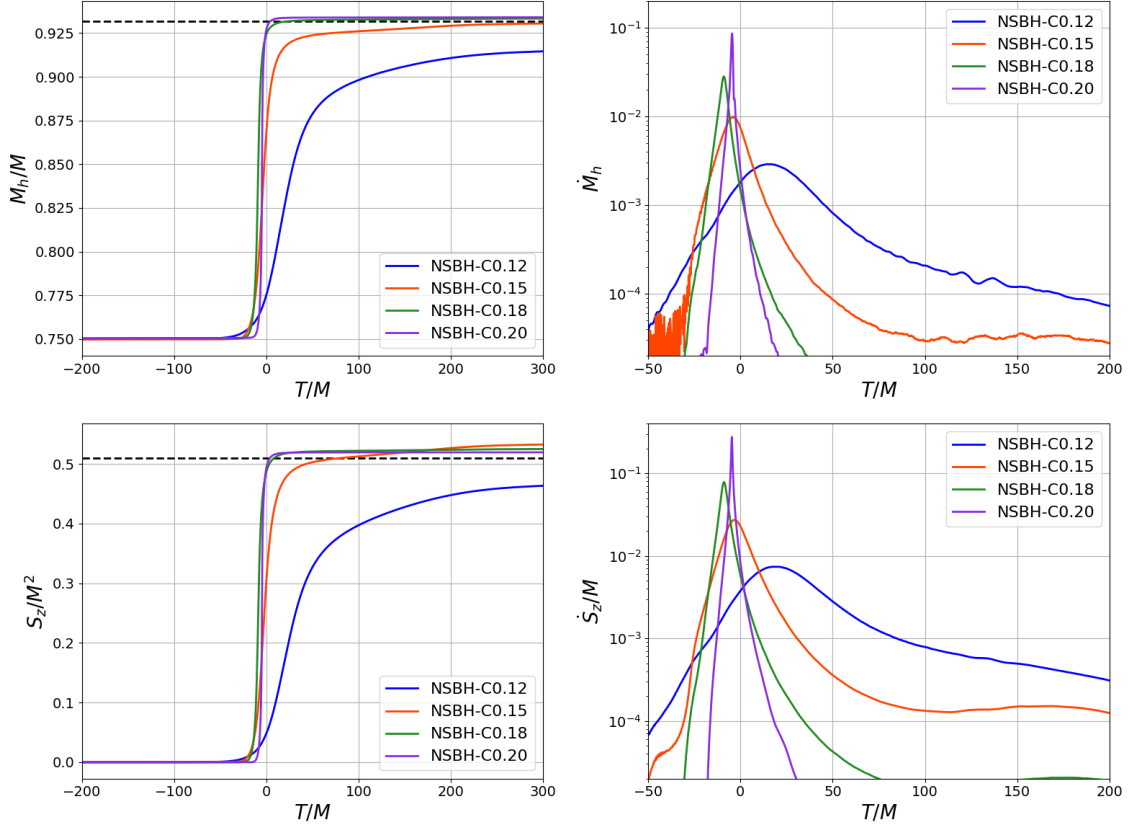 0.925
0.900
0.875
0.850
0.825
0.800
0.775
0.750
M_h/M
−200
−100
0
100
200
300
T/M
NSBH-C0.12
NSBH-C0.15
NSBH-C0.18
NSBH-C0.20
10⁻¹
10⁻²
10⁻³
10⁻⁴
Ṁ_h
−50
0
50
100
150
200
T/M
NSBH-C0.12
NSBH-C0.15
NSBH-C0.18
NSBH-C0.20
0.5
0.4
0.3
0.2
0.1
0.0
S_z/M²
−200
−100
0
100
200
300
T/M
NSBH-C0.12
NSBH-C0.15
NSBH-C0.18
NSBH-C0.20
10⁻¹
10⁻²
10⁻³
10⁻⁴
Ṡ_z/M
−50
0
50
100
150
200
T/M
NSBH-C0.12
NSBH-C0.15
NSBH-C0.18
NSBH-C0.20